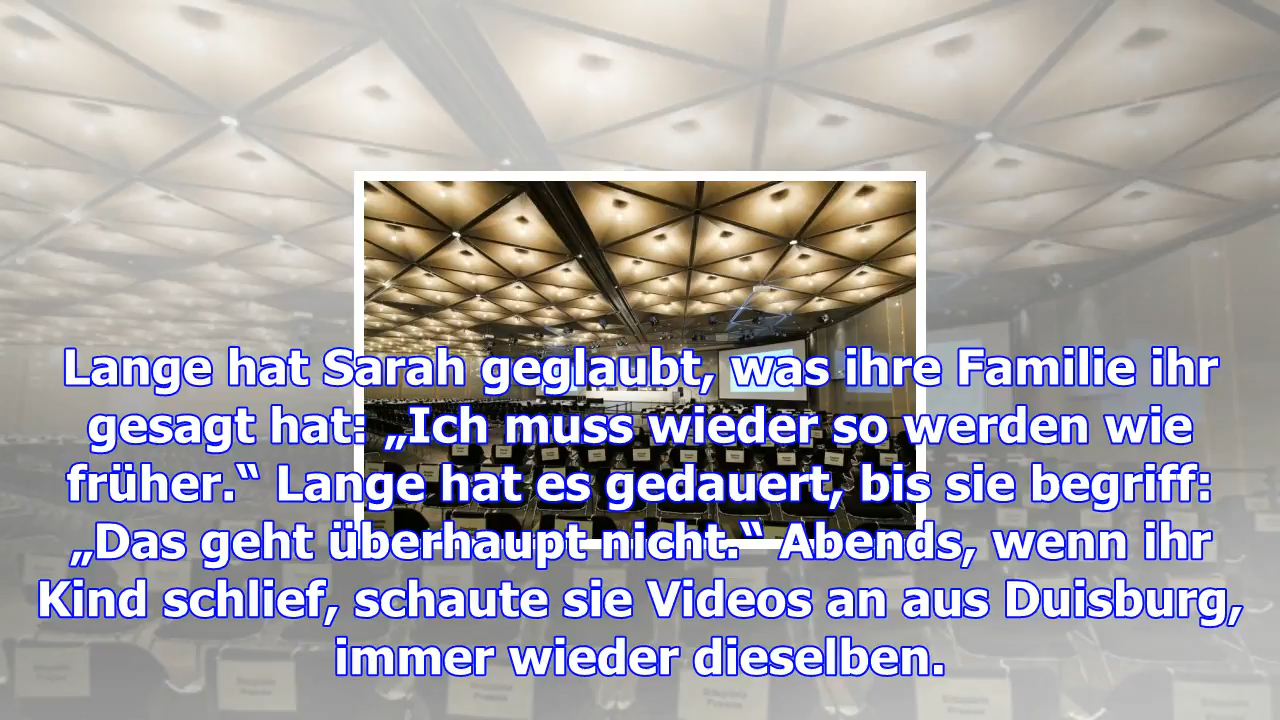 Lange hat Sarah geglaubt, was ihre Familie ihr
gesagt hat: „Ich muss wieder so werden wie
früher.“ Lange hat es gedauert, bis sie begriff:
„Das geht überhaupt nicht.“ Abends, wenn ihr
Kind schlief, schaute sie Videos an aus Duisburg,
immer wieder dieselben.